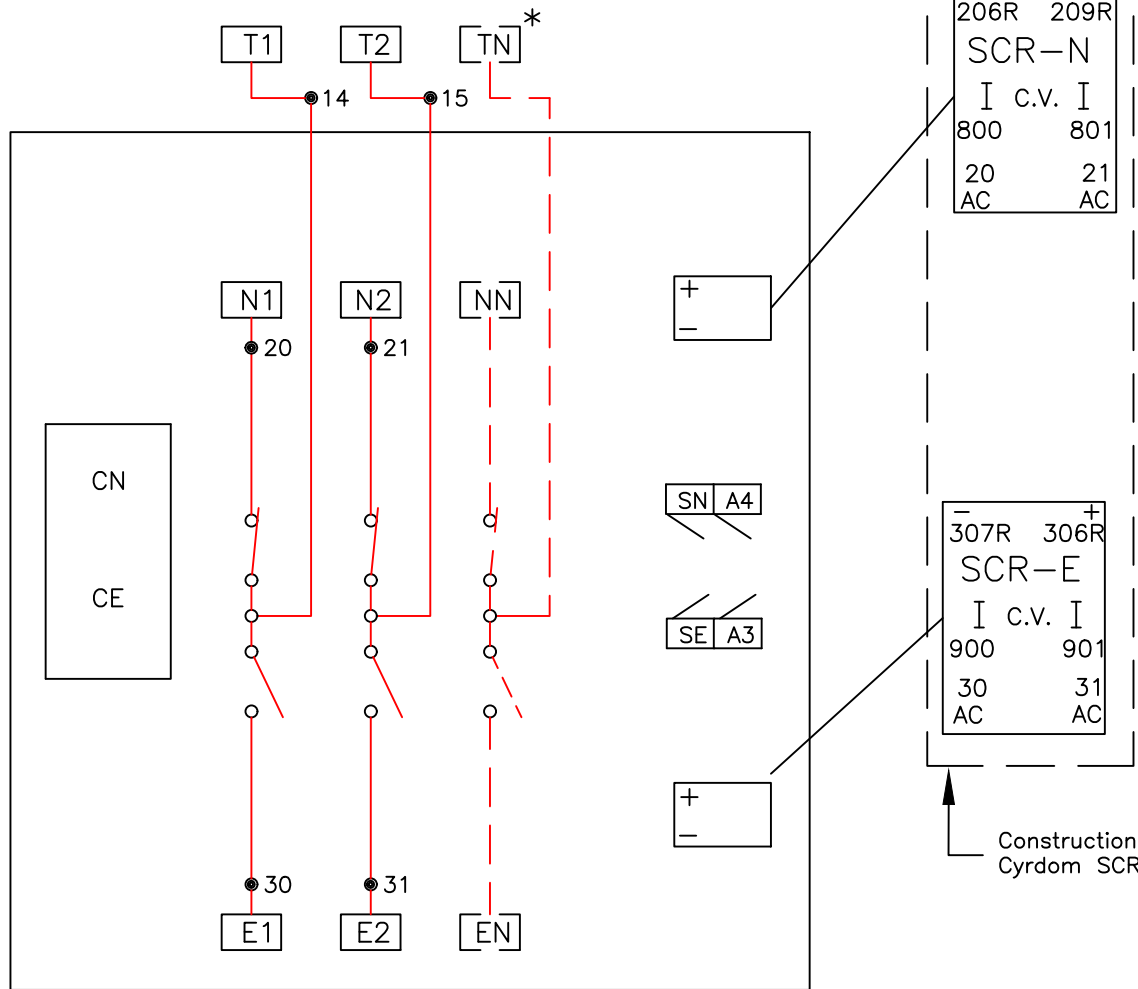 T1 T2 TN *
14 15
N1 N2 NN
20 21
CN
CE
30 31
E1 E2 EN
+
−
SN A4
SE A3
+
−
206R 209R
SCR−N
I C.V. I
800 801
20 21
AC AC
− +
307R 306R
SCR−E
I C.V. I
900 901
30 31
AC AC
Construction
Cyrdom SCR